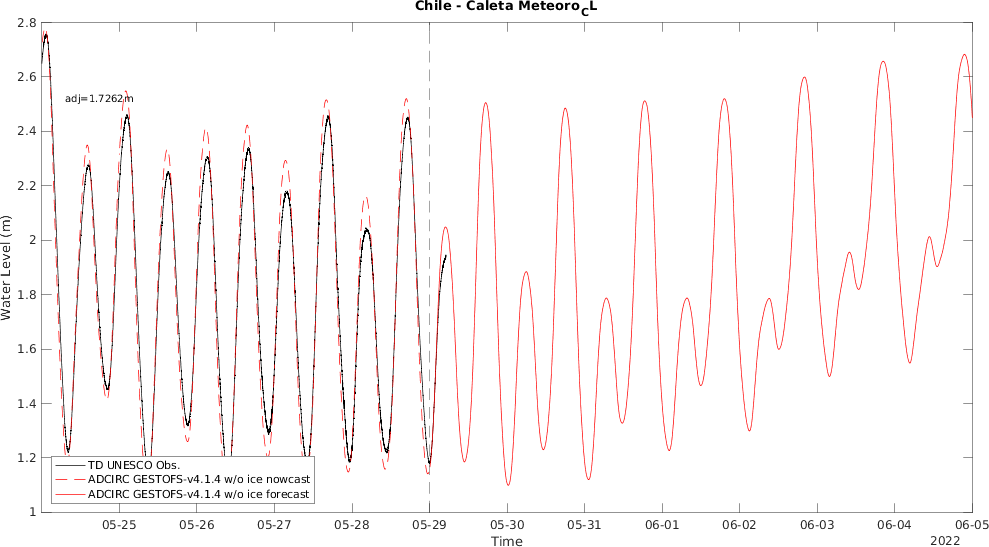 Chile - Caleta Meteoro_CL
2.8
2.6
2.4
2.2
2
1.8
1.6
1.4
1.2
1
Water Level (m)
adj=1.7262m
TD UNESCO Obs.
ADCIRC GESTOFS-v4.1.4 w/o ice nowcast
ADCIRC GESTOFS-v4.1.4 w/o ice forecast
05-25 05-26 05-27 05-28 05-29 05-30 05-31 06-01 06-02 06-03 06-04 06-05
Time
2022